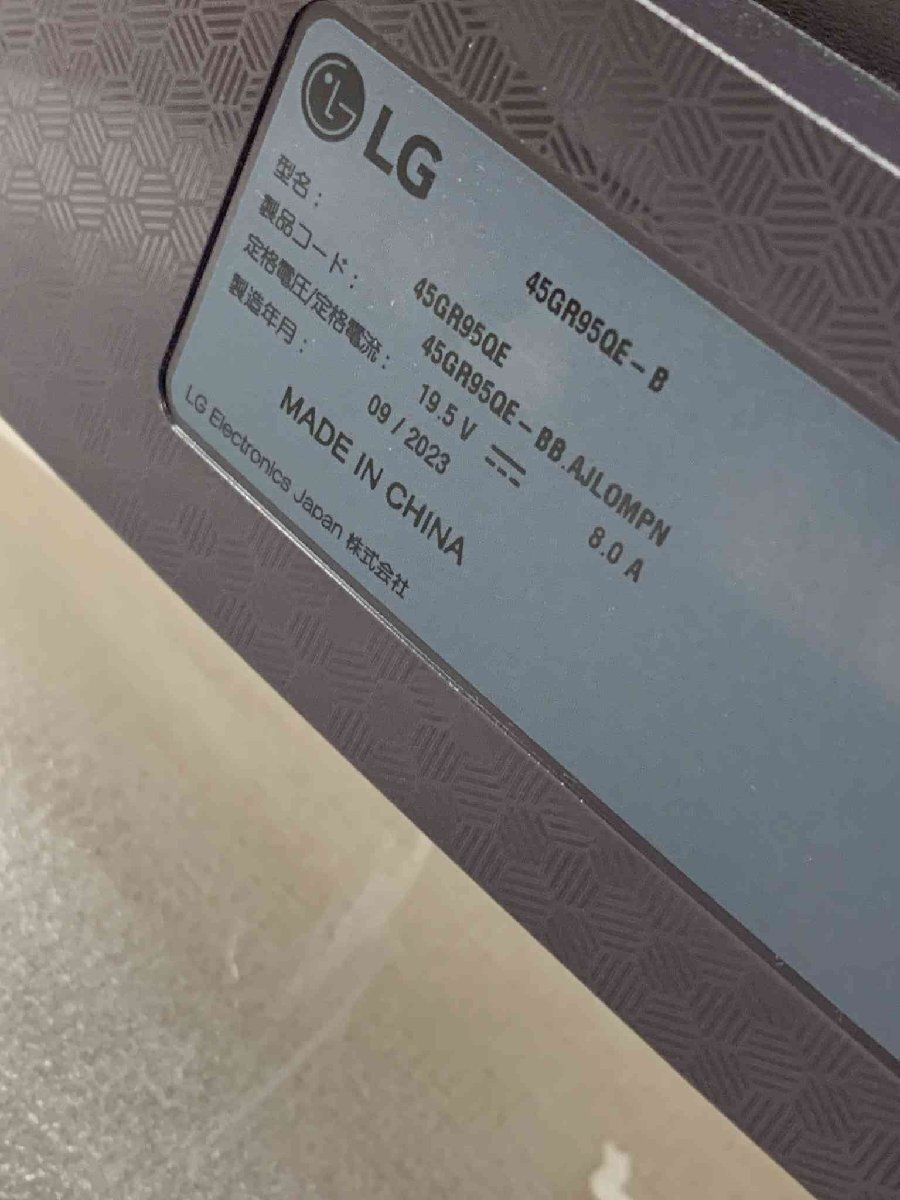 LG
型名: 45GR95QE 45GR95QE-B
製品コード: 45GR95QE-BB.AJLOMPN
定格電圧/定格電流: 19.5 V ⎓ 8.0 A
製造年月: 09 / 2023
MADE IN CHINA
LG Electronics Japan 株式会社